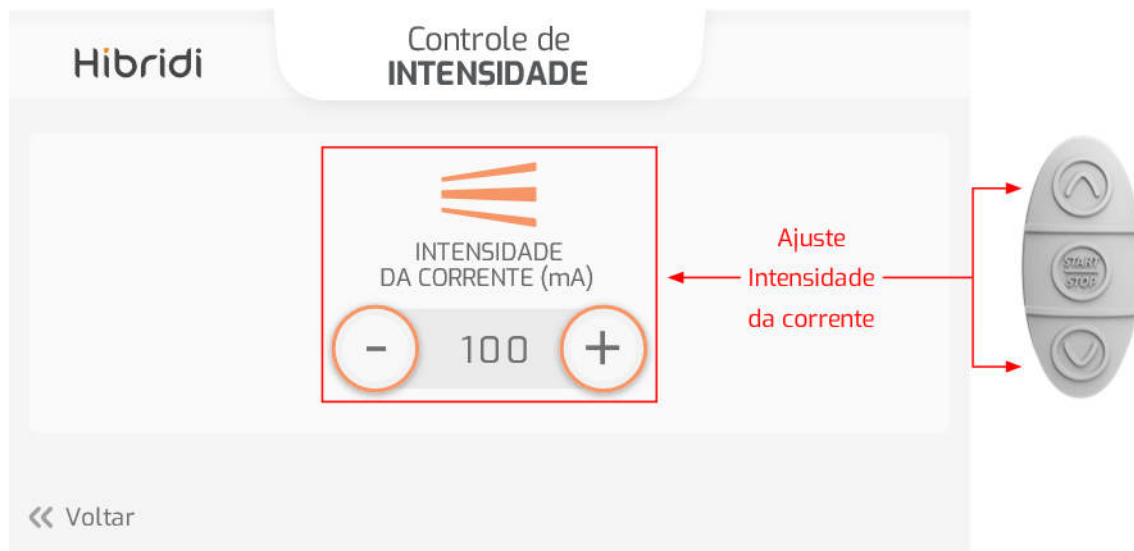 Hibridi
Controle de
INTENSIDADE
INTENSIDADE
DA CORRENTE (mA)
- 100 +
Ajuste
Intensidade
da corrente
START
STOP
« Voltar